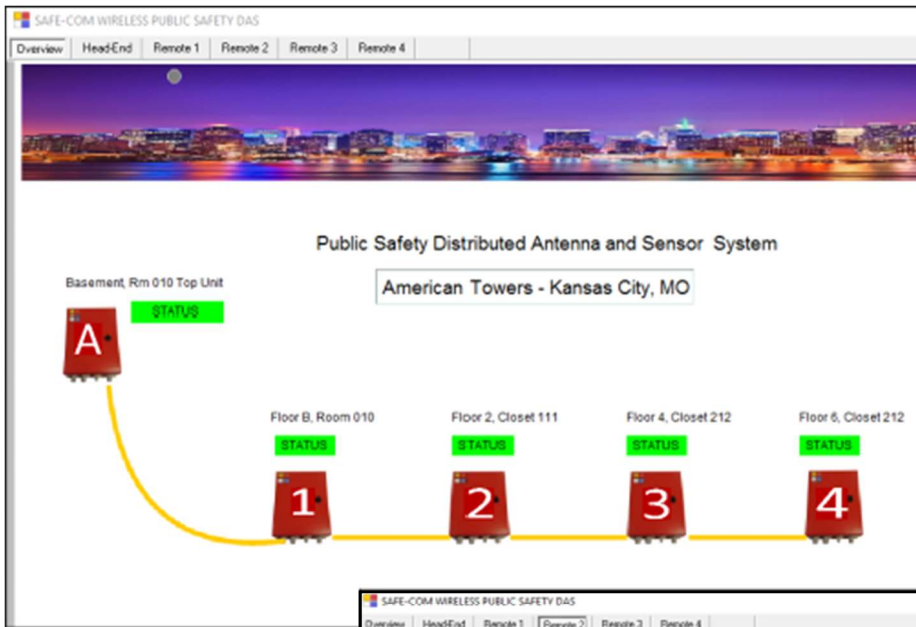 SAFE-COM WIRELESS PUBLIC SAFETY DAS
Overview Head-End Remote 1 Remote 2 Remote 3 Remote 4
Public Safety Distributed Antenna and Sensor System
American Towers - Kansas City, MO
Basement, Rm 010 Top Unit
STATUS
A
Floor B, Room 010 Floor 2, Closet 111 Floor 4, Closet 212 Floor 6, Closet 212
STATUS STATUS STATUS STATUS
1 2 3 4
SAFE-COM WIRELESS PUBLIC SAFETY DAS
Overview Head-End Remote 1 Remote 2 Remote 3 Remote 4